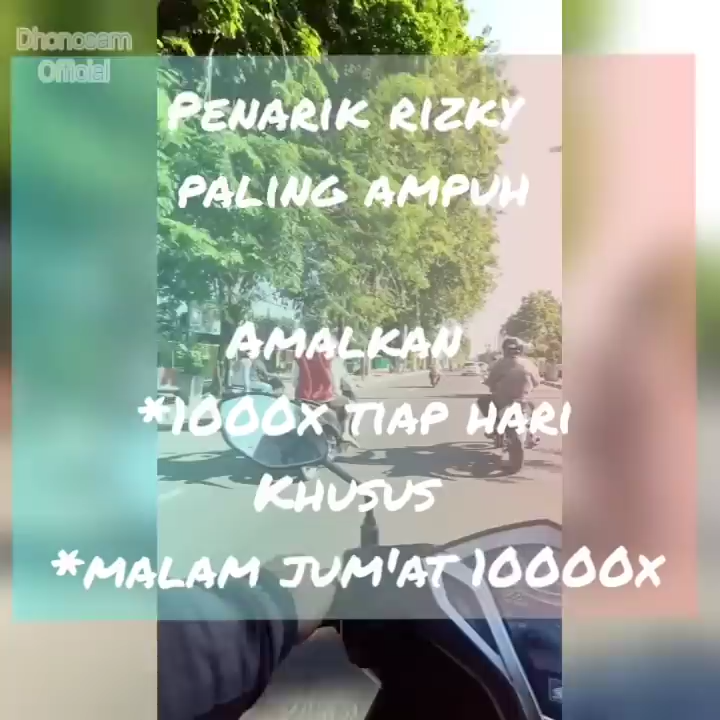 Dhonosam
Official
PENARIK RIZKY
PALING AMPUH
AMALKAN
*1000X TIAP HARI
KHUSUS
*MALAM JUM'AT 10000X